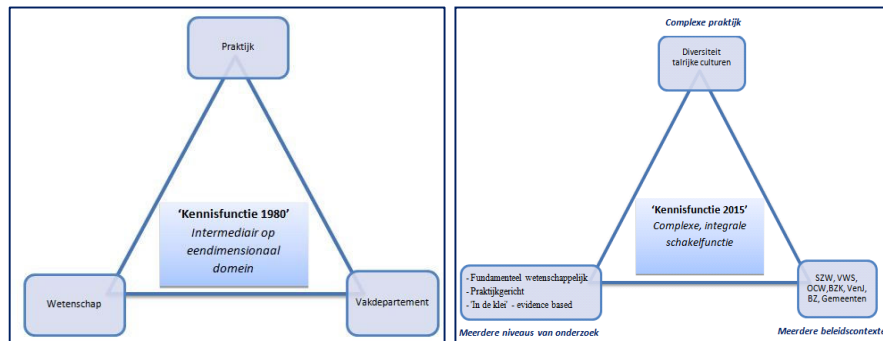 Praktijk
'Kennisfunctie 1980'
Intermediair op
eendimensionaal
domein
Wetenschap
Vakdepartement
Complexe praktijk
Diversiteit
talrijke culturen
'Kennisfunctie 2015'
Complexe, integrale
schakelfunctie
- Fundamenteel wetenschappelijk
- Praktijkgericht
- 'In de klei' - evidence based
Meerdere niveaus van onderzoek
SZW, VWS,
OCW,BZK, VenJ,
BZ, Gemeenten
Meerdere beleidscontexte